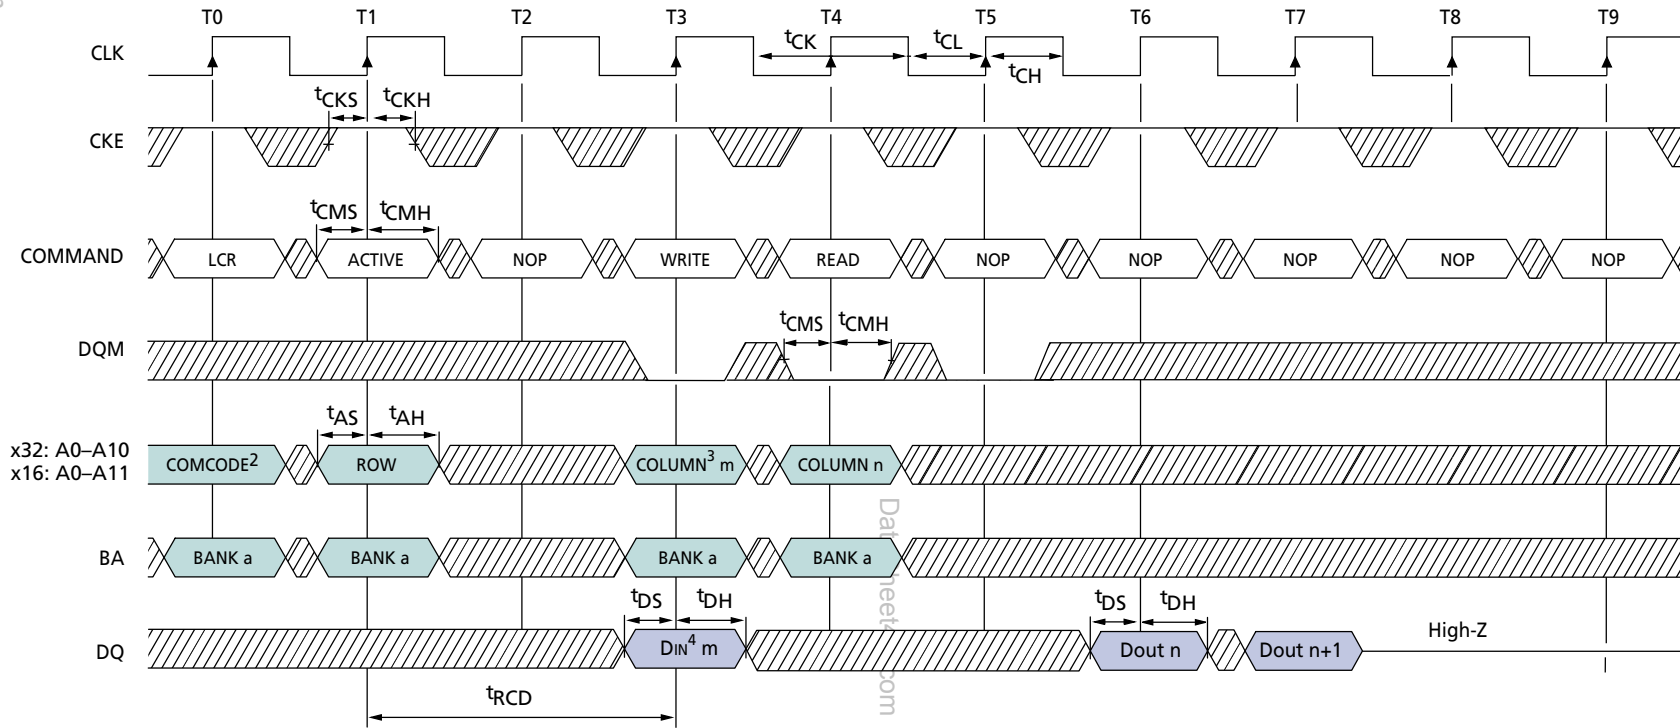 T0 T1 T2 T3 T4 T5 T6 T7 T8 T9
CLK
tCK tCL
tCH
tCKS tCKH
CKE
tCMS tCMH
COMMAND LCR ACTIVE NOP WRITE READ NOP NOP NOP NOP NOP
tCMS tCMH
DQM
tAS tAH
x32: A0–A10
x16: A0–A11
COMCODE2 ROW COLUMN3 m COLUMN n
BA BANK a BANK a BANK a BANK a
tDS tDH tDS tDH
DQ DIN4 m Dout n Dout n+1 High-Z
tRCD